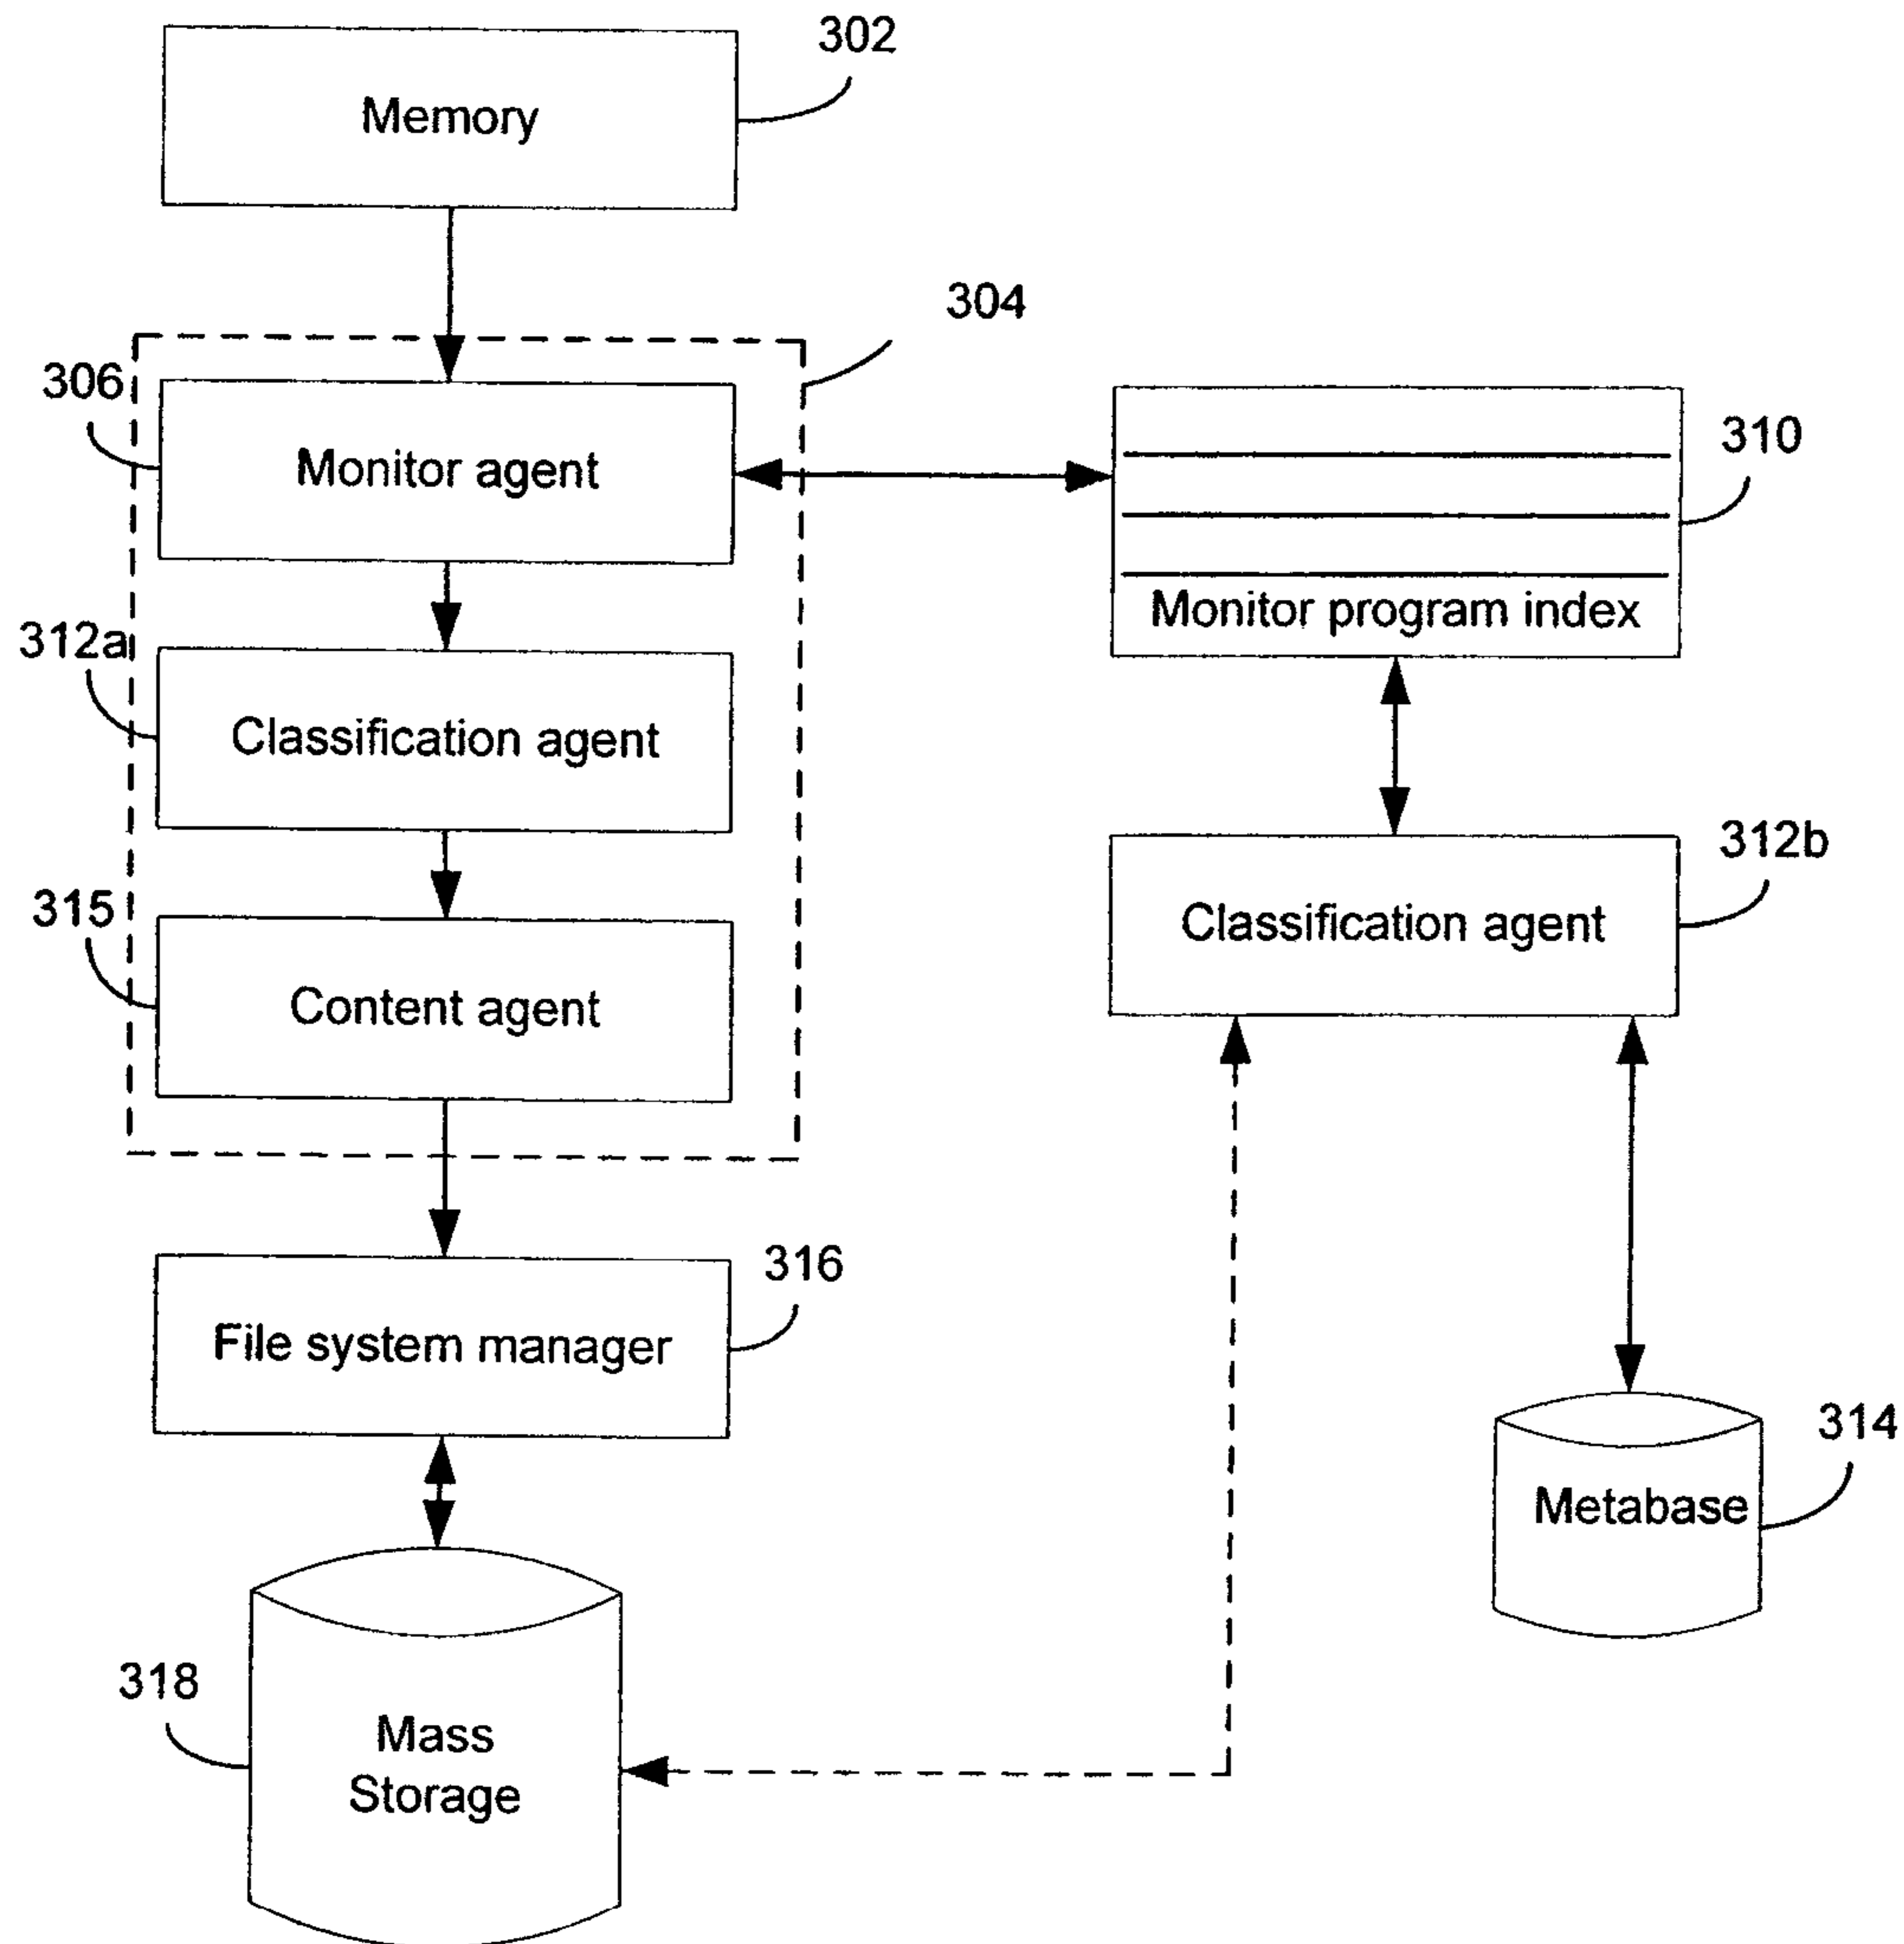 302
Memory
304
306
Monitor agent
310
Monitor program index
312a
Classification agent
312b
Classification agent
315
Content agent
316
File system manager
314
Metabase
318
Mass
Storage